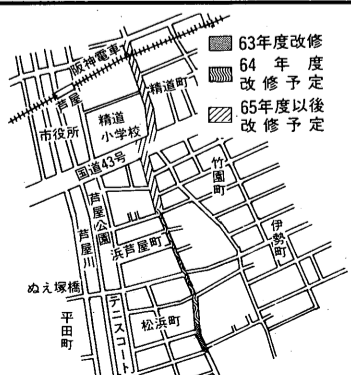 阪神電車
芦屋
市役所
精道
小学校
精道町
63年度改修
64年度
改修予定
65年度以後
改修予定
国道43号
竹園町
芦屋公園
芦屋川
浜芦屋町
伊勢町
ぬえ塚橋
平田町
テニスコート
松浜町